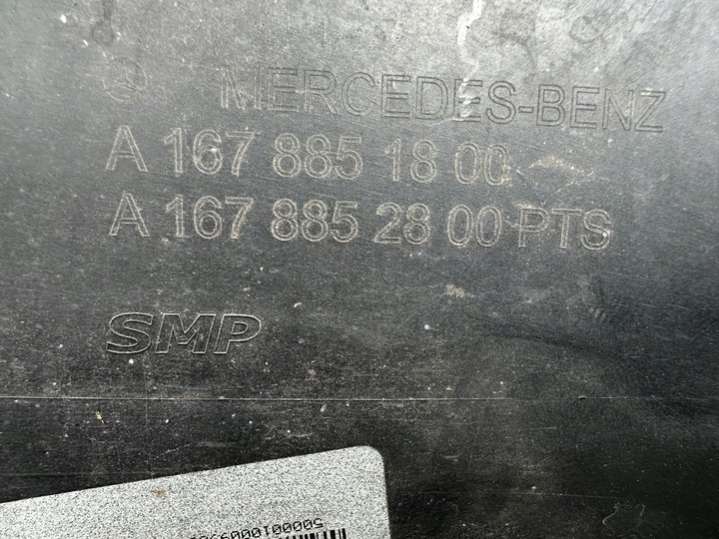 MERCEDES-BENZ
A 167 885 18 00
A 167 885 28 00 PTS
SMP